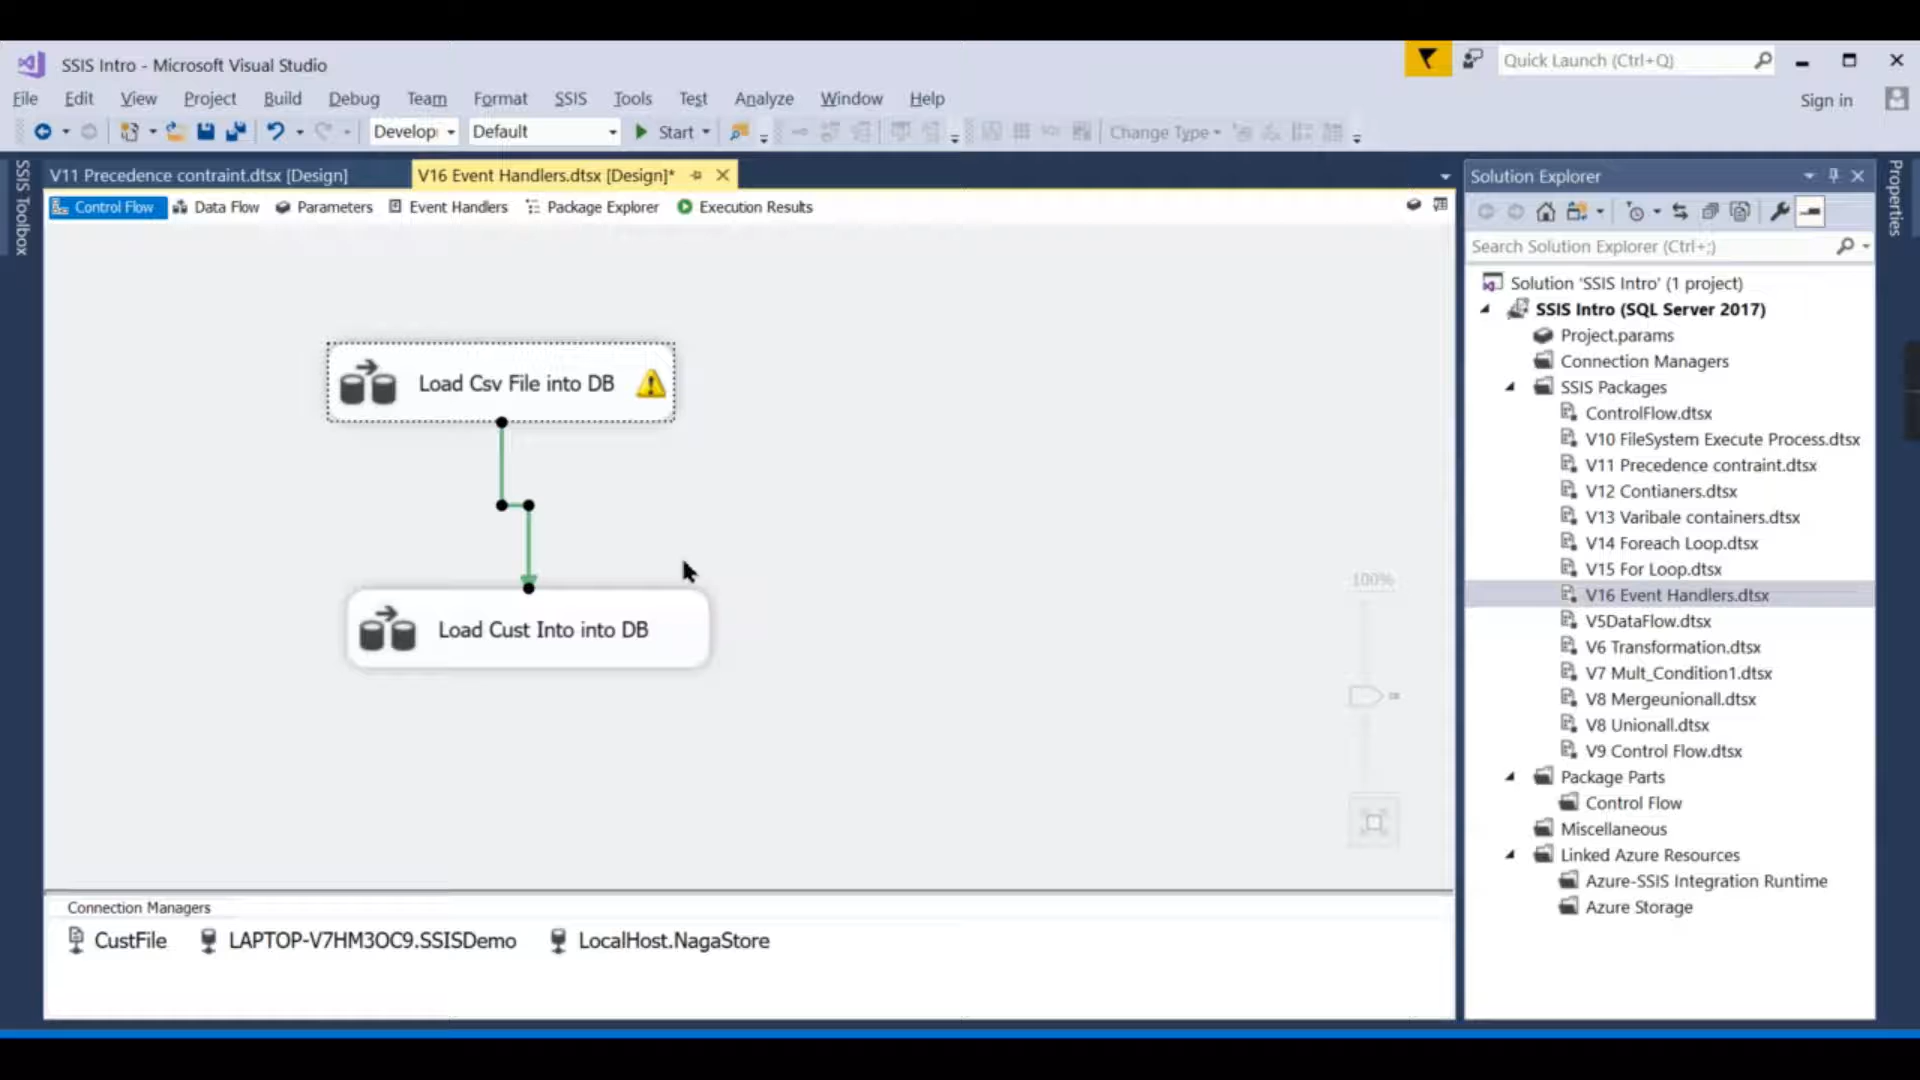 SSIS Intro - Microsoft Visual Studio
Quick Launch (Ctrl+Q)
File Edit View Project Build Debug Team Format SSIS Tools Test Analyze Window Help
Sign in
Develop Default Start Change Type
SSIS Toolbox
V11 Precedence contraint.dtsx [Design]
V16 Event Handlers.dtsx [Design]*
Control Flow Data Flow Parameters Event Handlers Package Explorer Execution Results
Load Csv File into DB
Load Cust Into into DB
100%
Connection Managers
CustFile LAPTOP-V7HM3OC9.SSISDemo LocalHost.NagaStore
Solution Explorer
Search Solution Explorer (Ctrl+;)
Solution 'SSIS Intro' (1 project)
SSIS Intro (SQL Server 2017)
Project.params
Connection Managers
SSIS Packages
ControlFlow.dtsx
V10 FileSystem Execute Process.dtsx
V11 Precedence contraint.dtsx
V12 Contianers.dtsx
V13 Varibale containers.dtsx
V14 Foreach Loop.dtsx
V15 For Loop.dtsx
V16 Event Handlers.dtsx
V5DataFlow.dtsx
V6 Transformation.dtsx
V7 Mult_Condition1.dtsx
V8 Mergeunionall.dtsx
V8 Unionall.dtsx
V9 Control Flow.dtsx
Package Parts
Control Flow
Miscellaneous
Linked Azure Resources
Azure-SSIS Integration Runtime
Azure Storage
Properties